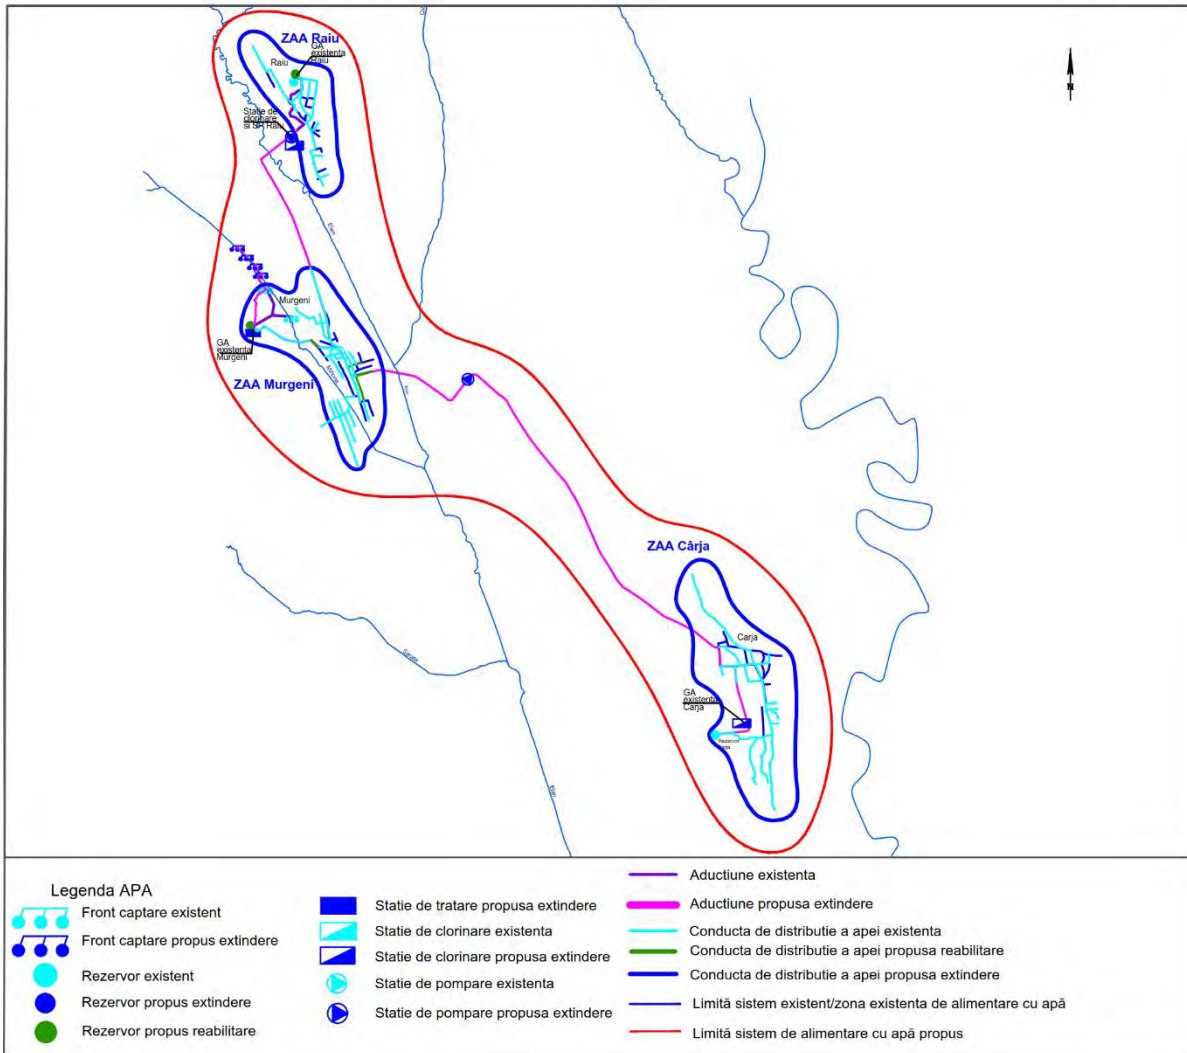 ZAA Raiu
GA
existenta
Raiu
Raiu
Statie de
clorinare
si SP Raiu
N
Elan
Murgeni
GA
existenta
Murgeni
ZAA Murgeni
Elan
ZAA Cârja
Carja
GA
existenta
Carja
Rezervor
Sarata
Elan
Legenda APA
Front captare existent
Front captare propus extindere
Rezervor existent
Rezervor propus extindere
Rezervor propus reabilitare
Statie de tratare propusa extindere
Statie de clorinare existenta
Statie de clorinare propusa extindere
Statie de pompare existenta
Statie de pompare propusa extindere
Aductiune existenta
Aductiune propusa extindere
Conducta de distributie a apei existenta
Conducta de distributie a apei propusa reabilitare
Conducta de distributie a apei propusa extindere
Limită sistem existent/zona existenta de alimentare cu apă
Limită sistem de alimentare cu apă propus